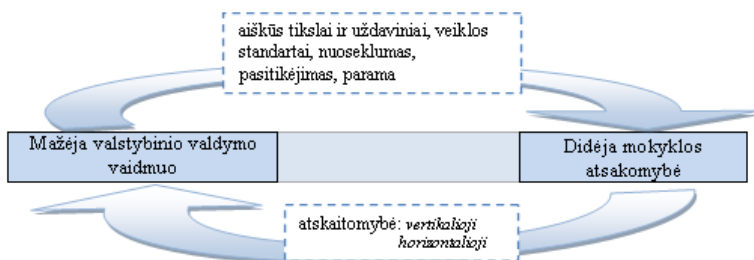 aiškūs tikslai ir uždaviniai, veiklos
standartai, nuoseklumas,
pasitikėjimas, parama
Mažėja valstybinio valdymo
vaidmuo
Didėja mokyklos
atsakomybė
atskaitomybė: vertikalioji
horizontalioji